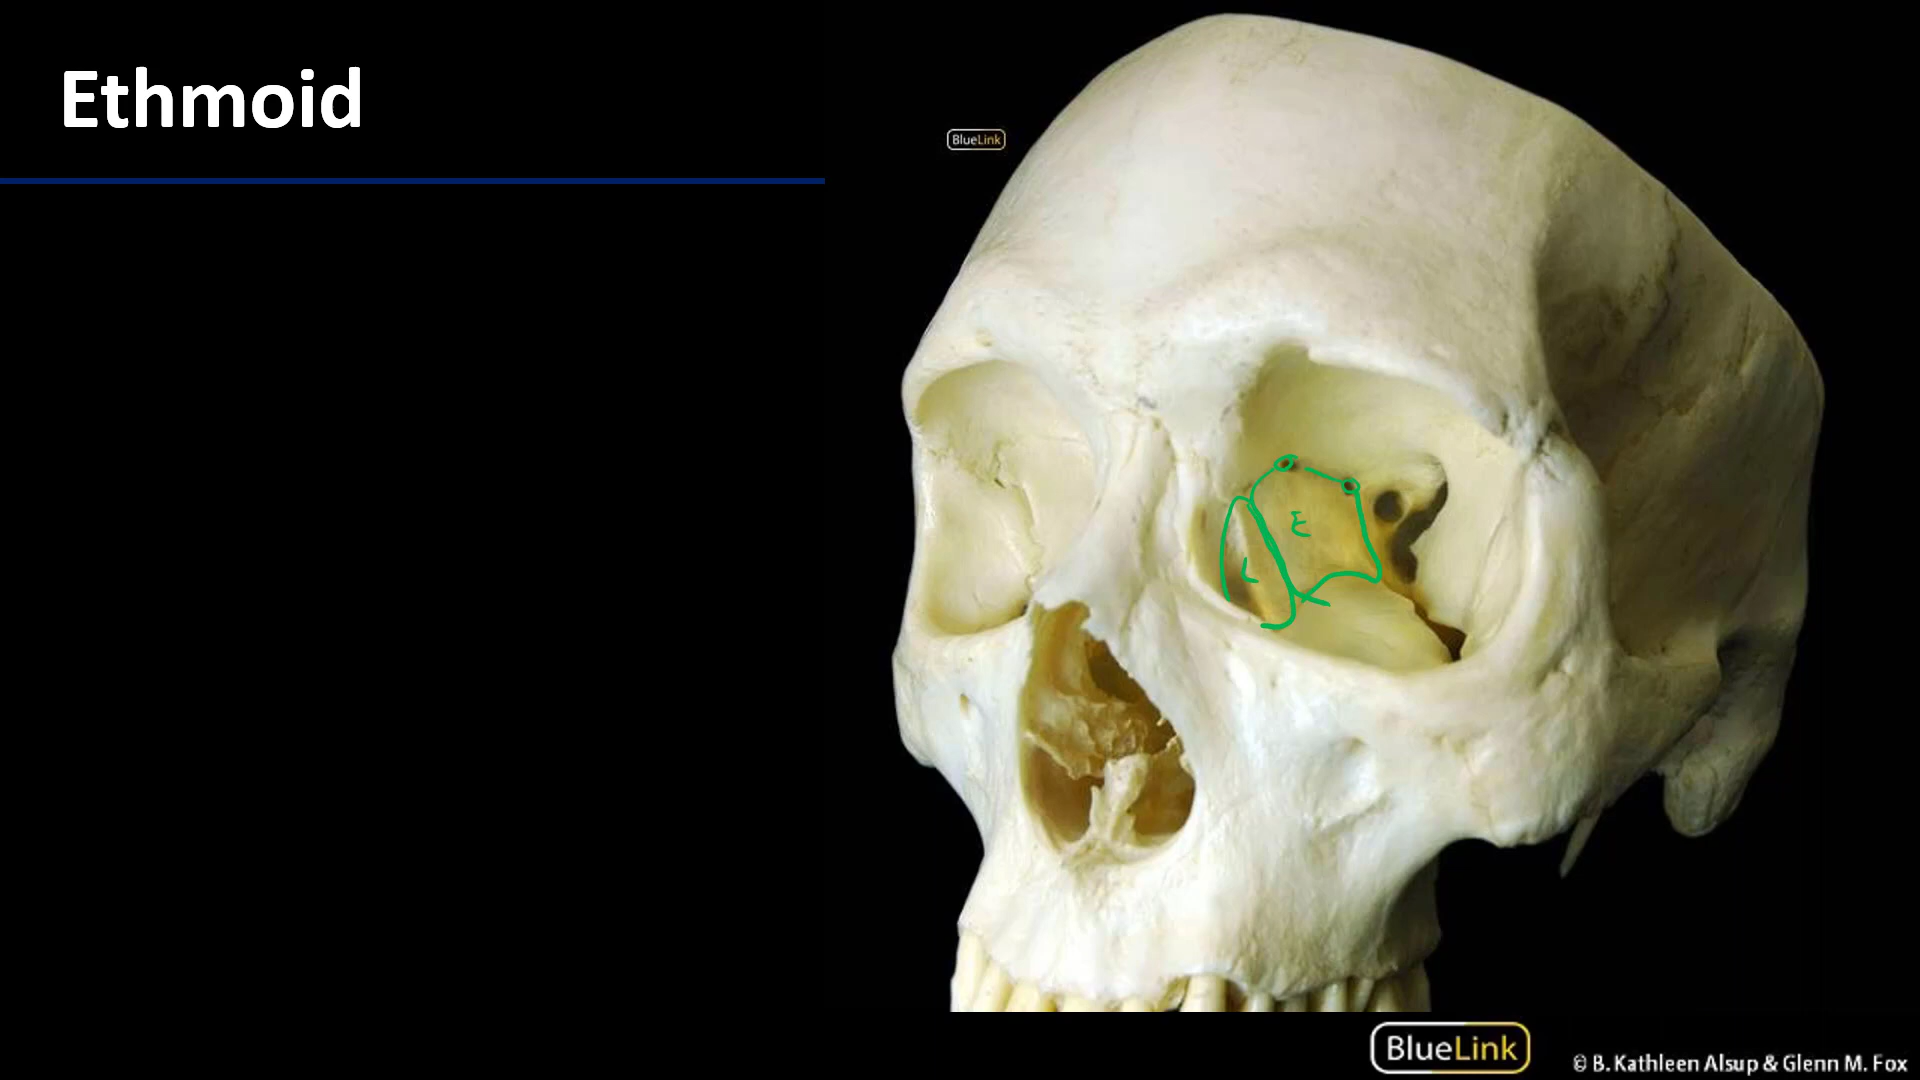 Ethmoid
BlueLink
E
L
BlueLink
© B. Kathleen Alsup & Glenn M. Fox